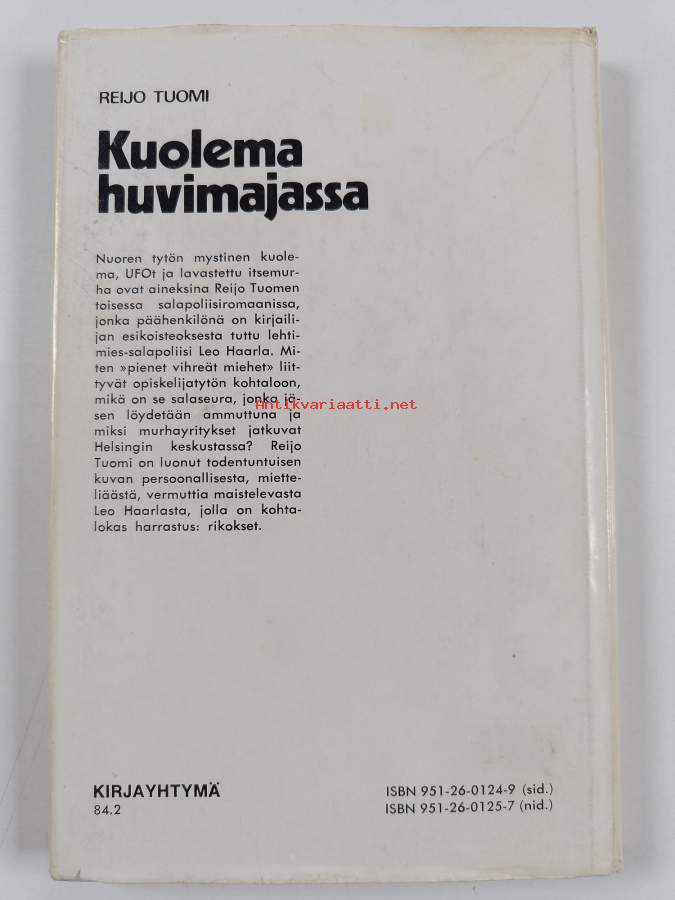 REIJO TUOMI
Kuolema
huvimajassa
Nuoren tytön mystinen kuole-
ma, UFOt ja lavastettu itsemur-
ha ovat aineksina Reijo Tuomen
toisessa salapoliisiromaanissa,
jonka päähenkilönä on kirjaili-
jan esikoisteoksesta tuttu lehti-
mies-salapoliisi Leo Haarla. Mi-
ten »pienet vihreät miehet» liit-
tyvät opiskelijatytön kohtaloon,
mikä on se salaseura, jonka jä-
sen löydetään ammuttuna ja
miksi murhayritykset jatkuvat
Helsingin keskustassa? Reijo
Tuomi on luonut todentuntuisen
kuvan persoonallisesta, miette-
liäästä, vermuttia maistelevasta
Leo Haarlasta, jolla on kohta-
lokas harrastus: rikokset.
Antikvariaatti.net
KIRJAYHTYMÄ
84.2
ISBN 951-26-0124-9 (sid.)
ISBN 951-26-0125-7 (nid.)